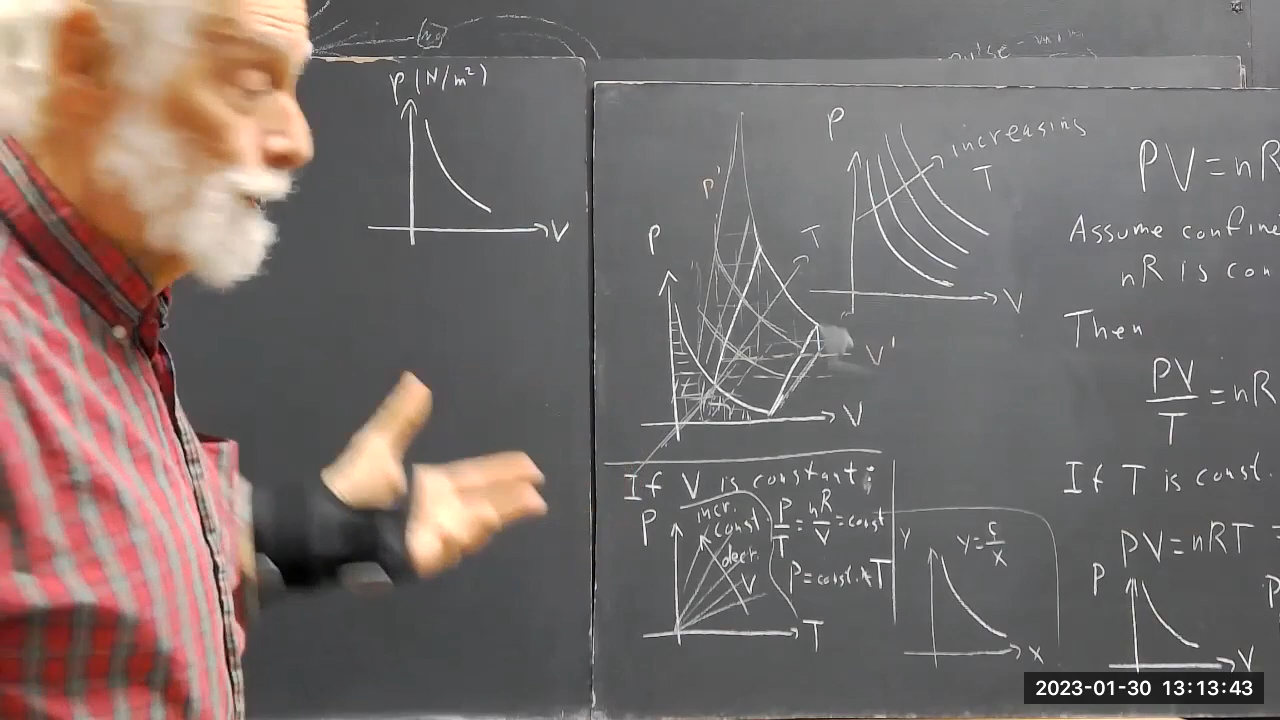 P (N/m²)
V
P
increasing
T
V
P'
P
T
V'
V
PV=nR
Assume confine
nR is con
Then
PV/T = nR
If V is constant:
P
incr.
const.
decr.
V
T
P/T = nR/V = const
P=const.*T
Y
Y=c/x
X
If T is const.
PV=nRT =
P
V
P
2023-01-30 13:13:43